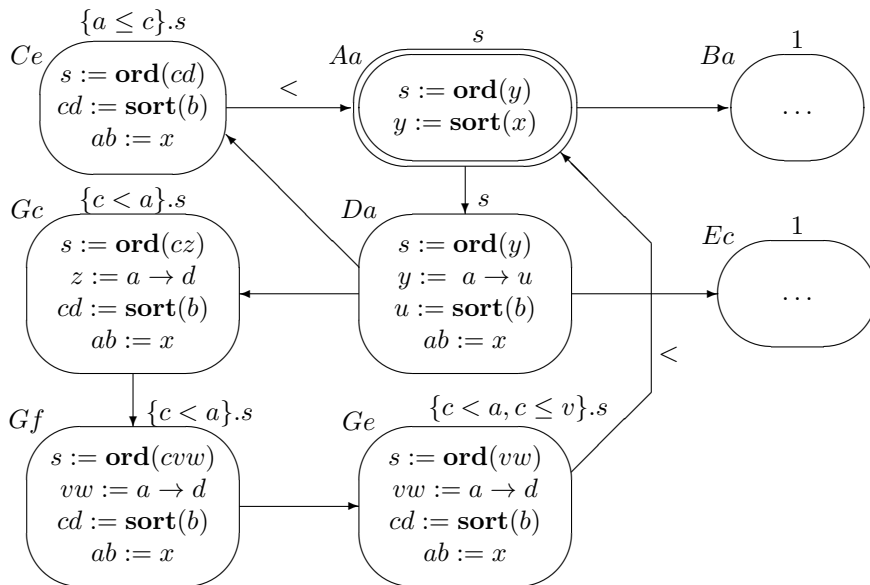 {a ≤ c}.s
Ce
s := ord(cd)
cd := sort(b)
ab := x
<
s
Aa
s := ord(y)
y := sort(x)
1
Ba
...
{c < a}.s
Gc
s := ord(cz)
z := a → d
cd := sort(b)
ab := x
s
Da
s := ord(y)
y := a → u
u := sort(b)
ab := x
1
Ec
...
<
{c < a}.s
Gf
s := ord(cvw)
vw := a → d
cd := sort(b)
ab := x
{c < a, c ≤ v}.s
Ge
s := ord(vw)
vw := a → d
cd := sort(b)
ab := x